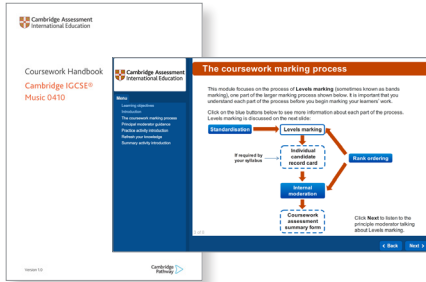 Cambridge Assessment
International Education
Coursework Handbook
Cambridge IGCSE®
Music 0410
Version 1.0
Cambridge
Pathway
Cambridge Assessment
International Education
Menu
Learning objectives
Introduction
The coursework marking process
Principal moderator guidance
Practice activity introduction
Refresh your knowledge
Summary activity introduction
The coursework marking process
This module focuses on the process of Levels marking (sometimes known as bands
marking), one part of the larger marking process shown below. It is important that you
understand each part of the process before you begin marking your learners' work.
Click on the blue buttons below to see more information about each part of the process.
Levels marking is discussed on the next slide.
Standardisation
Levels marking
If required by
your syllabus
Individual
candidate
record card
Rank ordering
Internal
moderation
Coursework
assessment
summary form
Click Next to listen to the
principle moderator talking
about Levels marking.
< Back
Next >